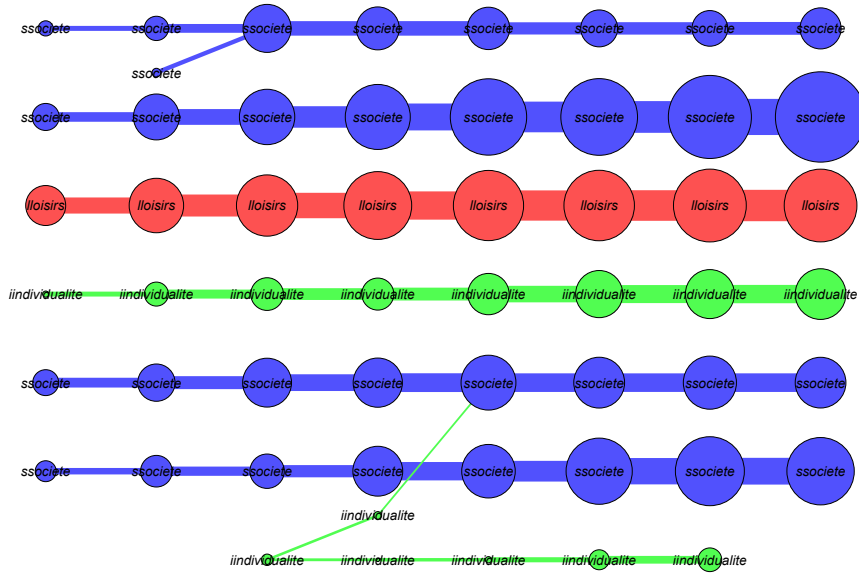 ssociete ssociete ssociete ssociete ssociete ssociete ssociete ssociete
ssociete
ssociete ssociete ssociete ssociete ssociete ssociete ssociete ssociete
lloisirs lloisirs lloisirs lloisirs lloisirs lloisirs lloisirs lloisirs
iindividualite iindividualite iindividualite iindividualite iindividualite iindividualite iindividualite iindividualite
ssociete ssociete ssociete ssociete ssociete ssociete ssociete ssociete
ssociete ssociete ssociete ssociete ssociete ssociete ssociete ssociete
iindividualite
iindividualite iindividualite iindividualite iindividualite iindividualite